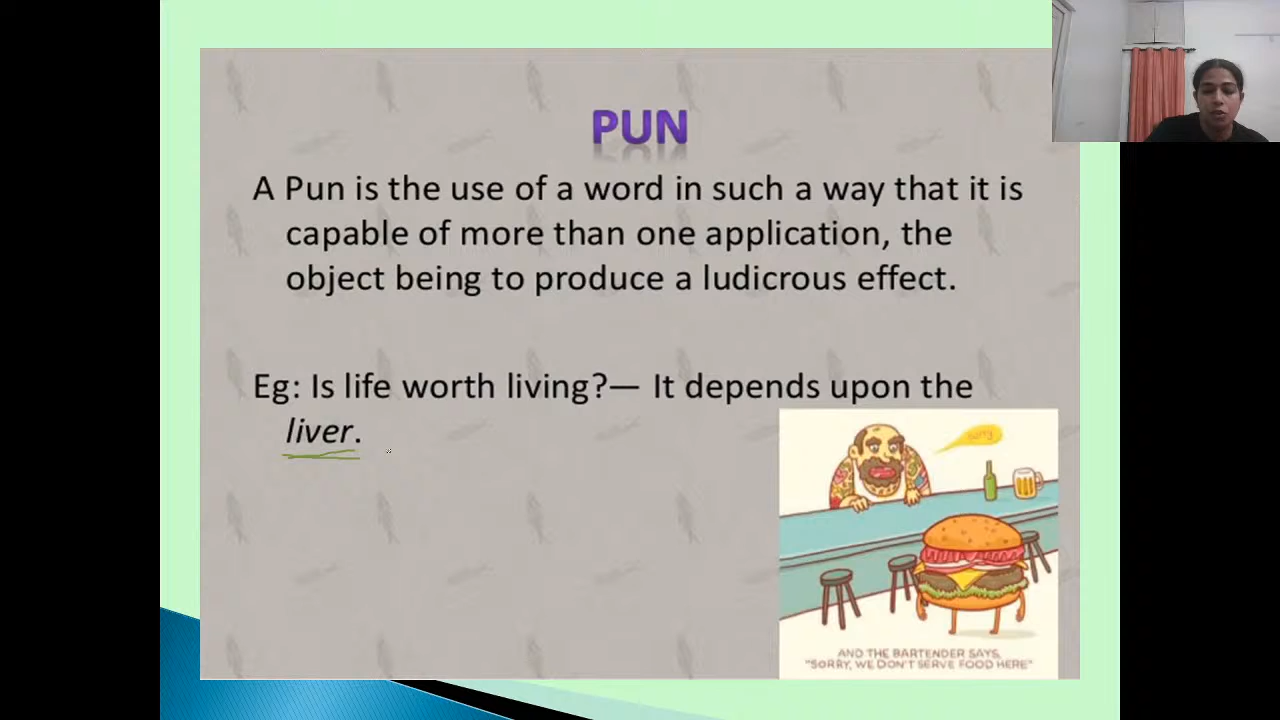 PUN
A Pun is the use of a word in such a way that it is
capable of more than one application, the
object being to produce a ludicrous effect.
Eg: Is life worth living?— It depends upon the
liver.
sorry
AND THE BARTENDER SAYS,
"SORRY, WE DON'T SERVE FOOD HERE"